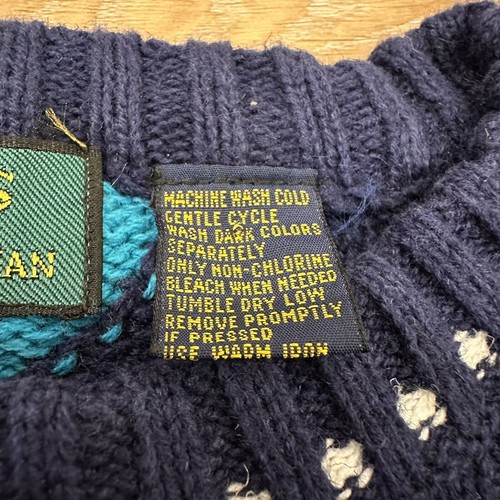 S
EAN
MACHINE WASH COLD
GENTLE CYCLE
WASH DARK COLORS
SEPARATELY
ONLY NON-CHLORINE
BLEACH WHEN NEEDED
TUMBLE DRY LOW
REMOVE PROMPTLY
IF PRESSED
USE WARM IRON